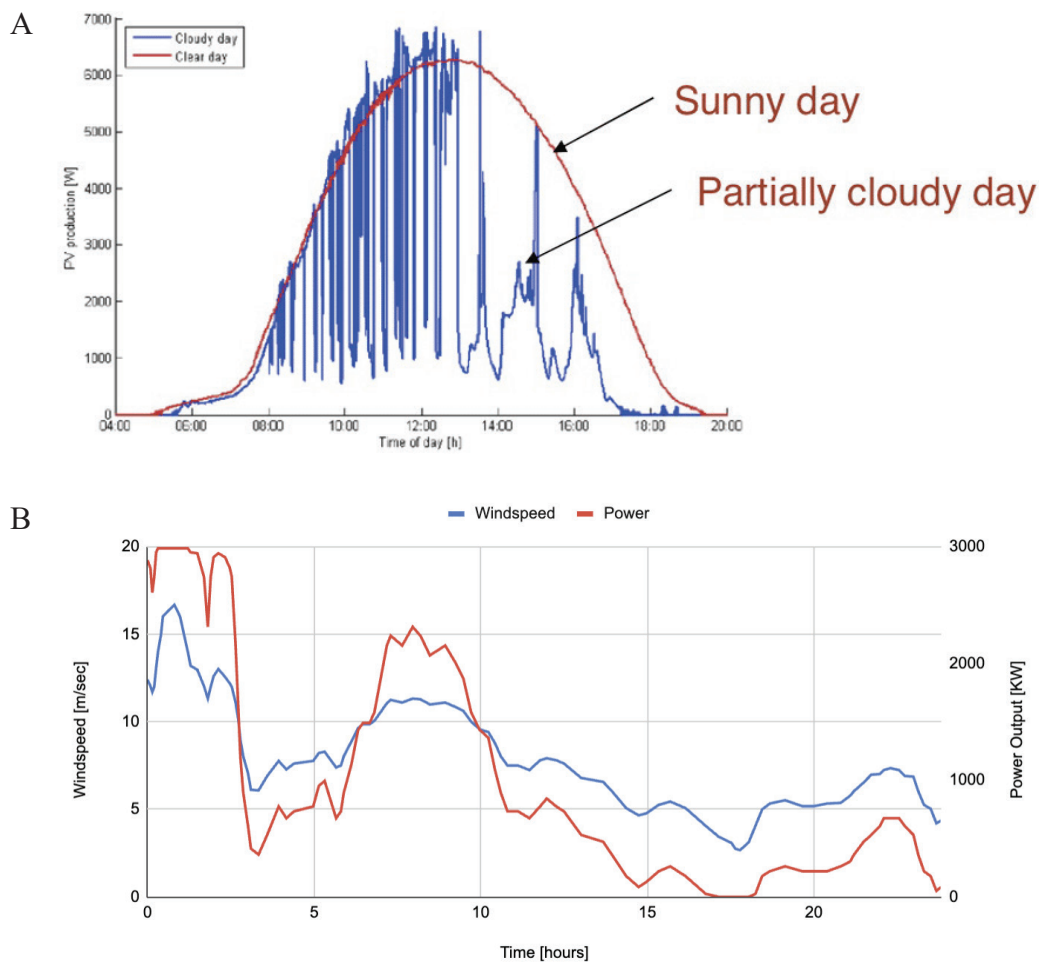 A
7000
6000
5000
4000
3000
2000
1000
0
PV production [W]
Cloudy day
Clear day
Sunny day
Partially cloudy day
04:00 06:00 08:00 10:00 12:00 14:00 16:00 18:00 20:00
Time of day [h]
B
Windspeed Power
20
15
10
5
0
Windspeed [m/sec]
3000
2000
1000
0
Power Output [KW]
0 5 10 15 20
Time [hours]